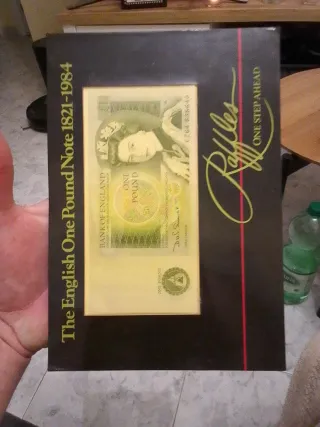 The English One Pound Note 1821-1984
BANK OF ENGLAND
ONE POUND
Raffles
ONE STEP AHEAD